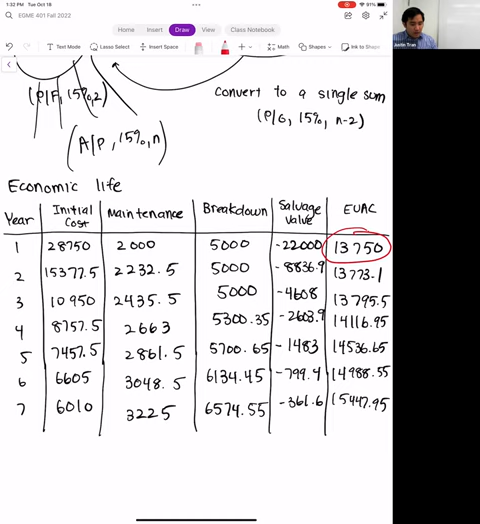 1:32 PM Tue Oct 18
91%
EGME 401 Fall 2022
Home Insert Draw View Class Notebook
Text Mode Lasso Select Insert Space Math Shapes Ink to Shape
Justin Tran
(P/F, 15%, 2)
(A/P, 15%, n)
convert to a single sum
(P/G, 15%, n-2)
Economic life
Year Initial Cost Maintenance Breakdown Salvage Value EUAC
1 28750 2000 5000 -22000 13750
2 15377.5 2232.5 5000 -8836.9 13773.1
3 10950 2435.5 5000 -4608 13795.5
4 8757.5 2663 5300.35 -2603.9 14116.95
5 7457.5 2861.5 5700.65 -1483 14536.65
6 6605 3048.5 6134.45 -799.4 14988.55
7 6010 3225 6574.55 -361.6 15447.95